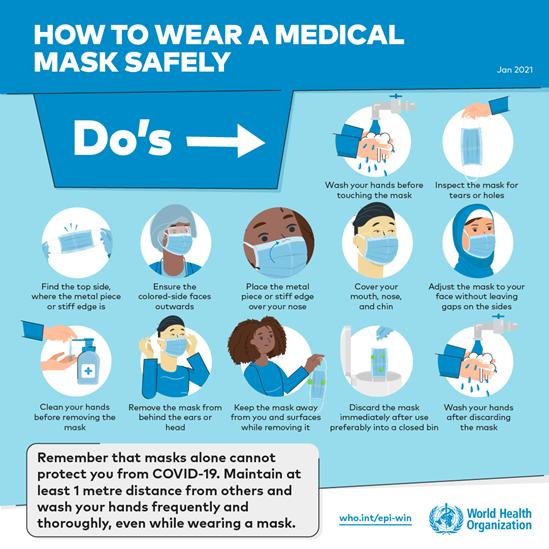 HOW TO WEAR A MEDICAL
MASK SAFELY
Jan 2021
Do's
Wash your hands before
touching the mask
Inspect the mask for
tears or holes
Find the top side,
where the metal piece
or stiff edge is
Ensure the
colored-side faces
outwards
Place the metal
piece or stiff edge
over your nose
Cover your
mouth, nose,
and chin
Adjust the mask to your
face without leaving
gaps on the sides
Clean your hands
before removing the
mask
Remove the mask from
behind the ears or
head
Keep the mask away
from you and surfaces
while removing it
Discard the mask
immediately after use
preferably into a closed bin
Wash your hands
after discarding
the mask
Remember that masks alone cannot
protect you from COVID-19. Maintain at
least 1 metre distance from others and
wash your hands frequently and
thoroughly, even while wearing a mask.
who.int/epi-win
World Health
Organization